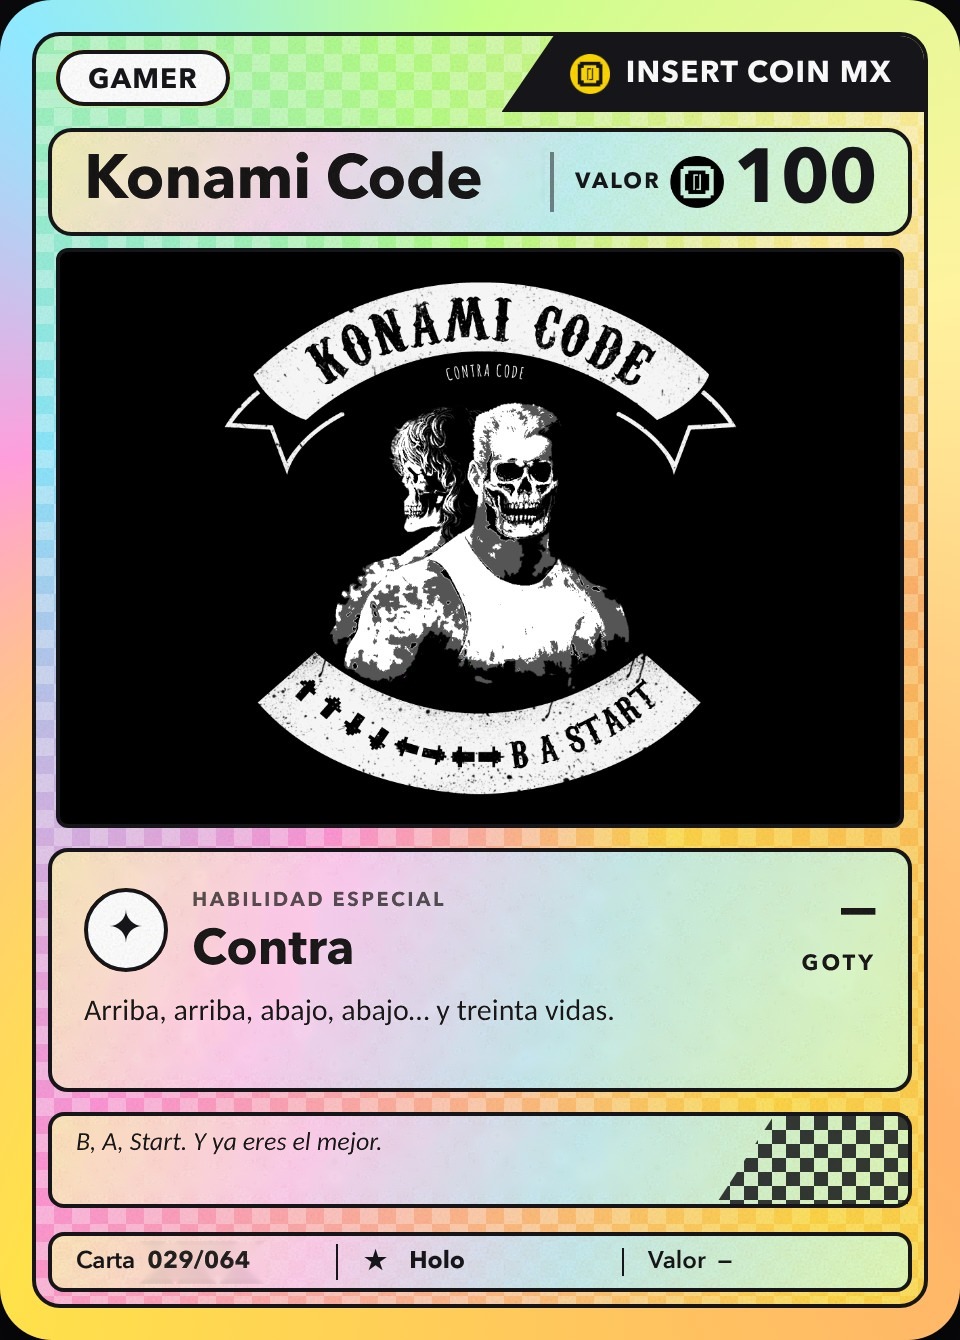 GAMER
INSERT COIN MX
Konami Code
VALOR 100
KONAMI CODE
CONTRA CODE
↑ ↑ ↓ ↓ ← → ← → B A START
HABILIDAD ESPECIAL
Contra
–
GOTY
Arriba, arriba, abajo, abajo... y treinta vidas.
B, A, Start. Y ya eres el mejor.
Carta 029/064
★ Holo
Valor –